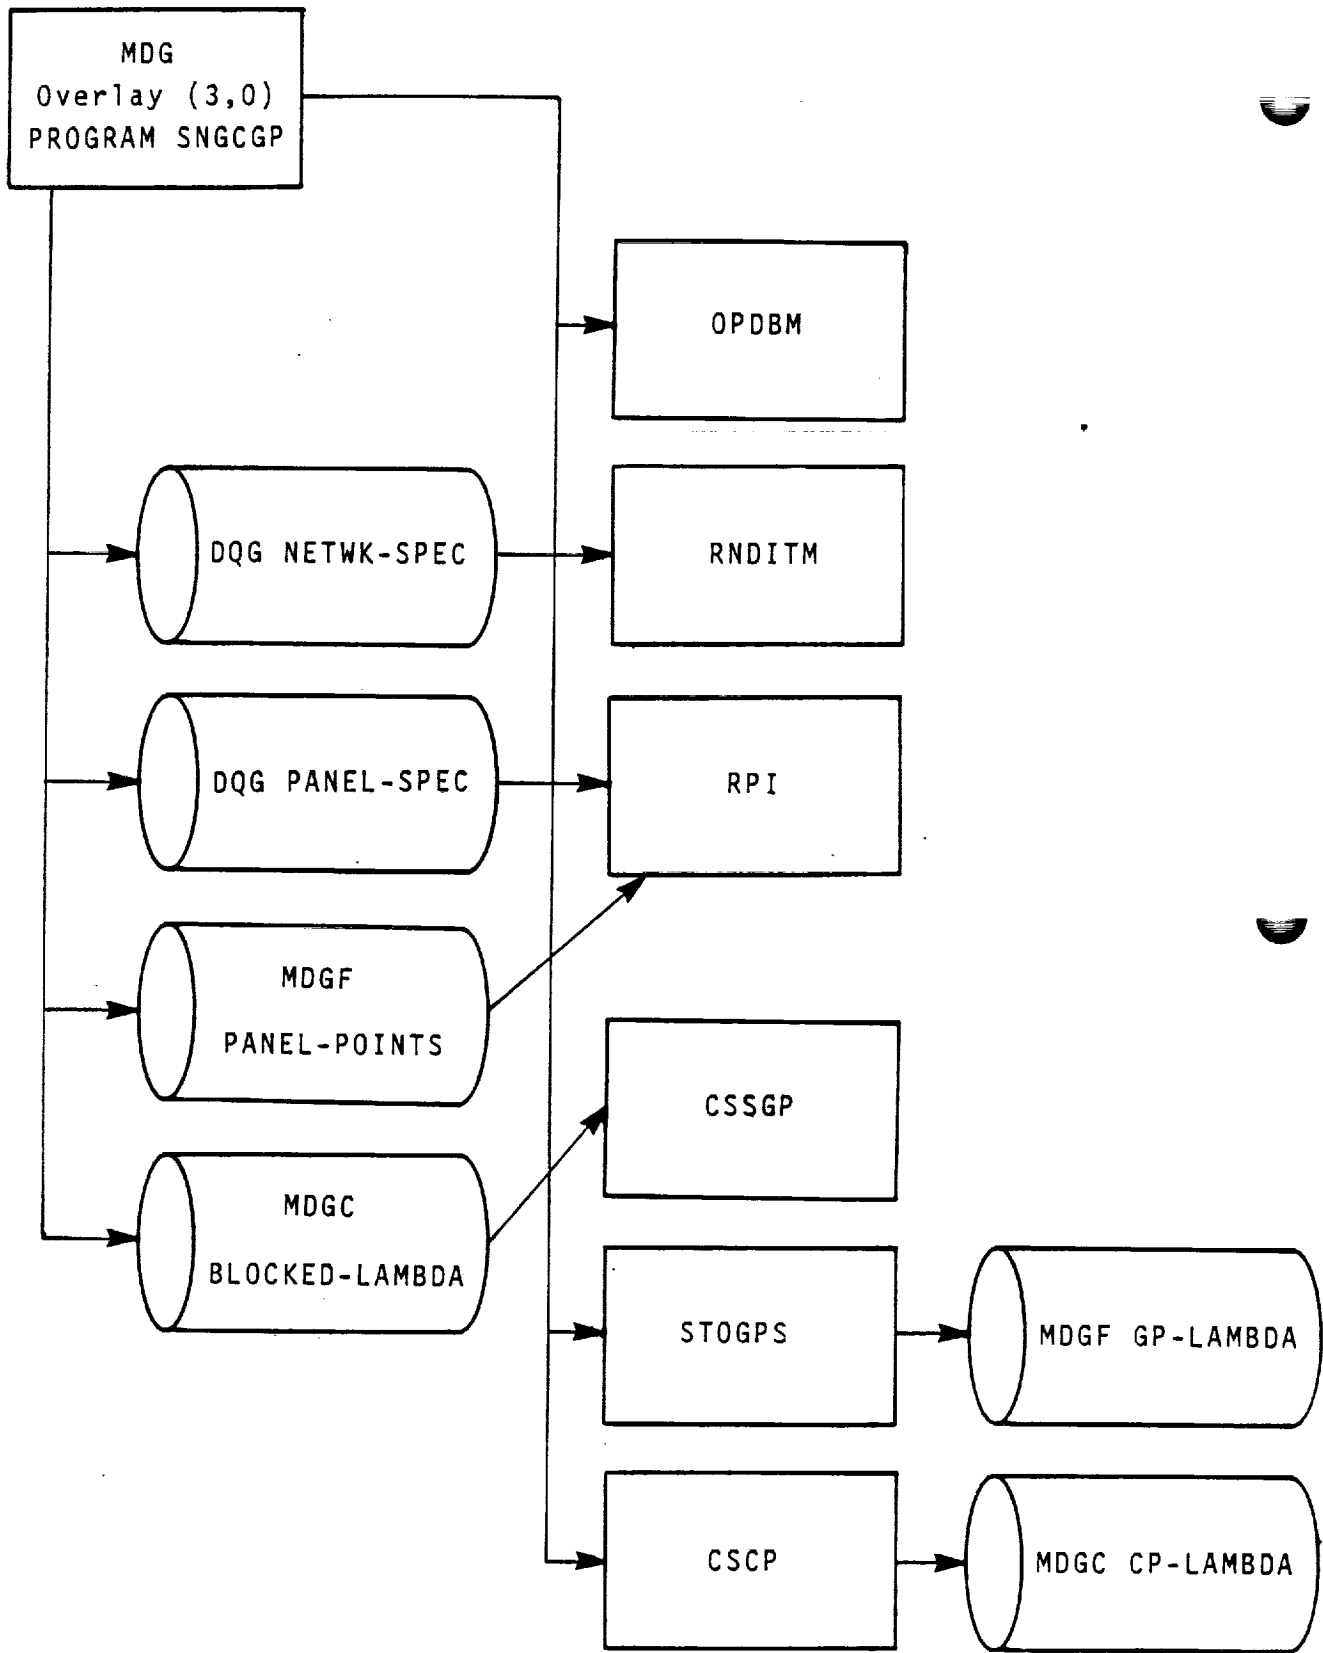 MDG
Overlay (3,0)
PROGRAM SNGCGP
OPDBM
DQG NETWK-SPEC
RNDITM
DQG PANEL-SPEC
RPI
MDGF
PANEL-POINTS
CSSGP
MDGC
BLOCKED-LAMBDA
STOGPS
MDGF GP-LAMBDA
CSCP
MDGC CP-LAMBDA